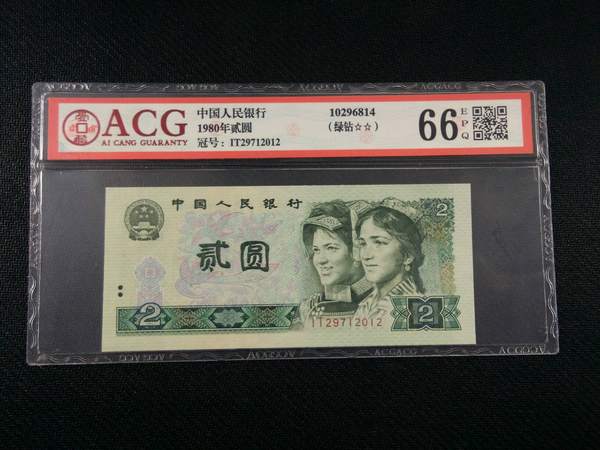 ACG
AI CANG GUARANTY
中国人民银行
1980年贰圆
冠号：IT29712012
10296814
（绿钻☆☆）
66
EPQ
中国人民银行
2
贰圆
2
2
IT29712012